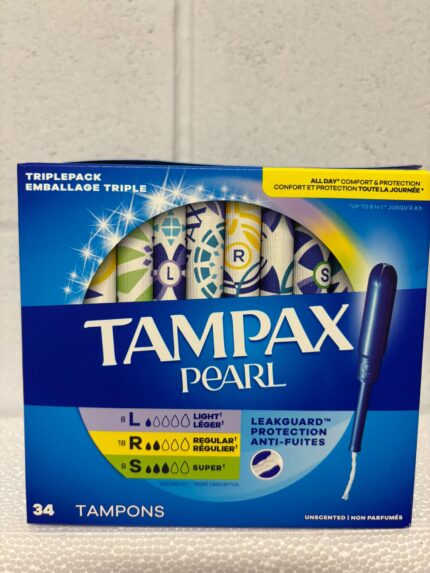 TRIPLEPACK
EMBALLAGE TRIPLE
ALL DAY* COMFORT & PROTECTION
CONFORT ET PROTECTION TOUTE LA JOURNÉE*
*UP TO 8 hr | * JUSQU'À 8 h
L
R
S
TAMPAX
PEARL
8 L LIGHT†
LÉGER†
18 R REGULAR†
RÉGULIER†
8 S SUPER†
LEAKGUARD™
PROTECTION
ANTI-FUITES
34 TAMPONS
UNSCENTED | NON PARFUMÉS